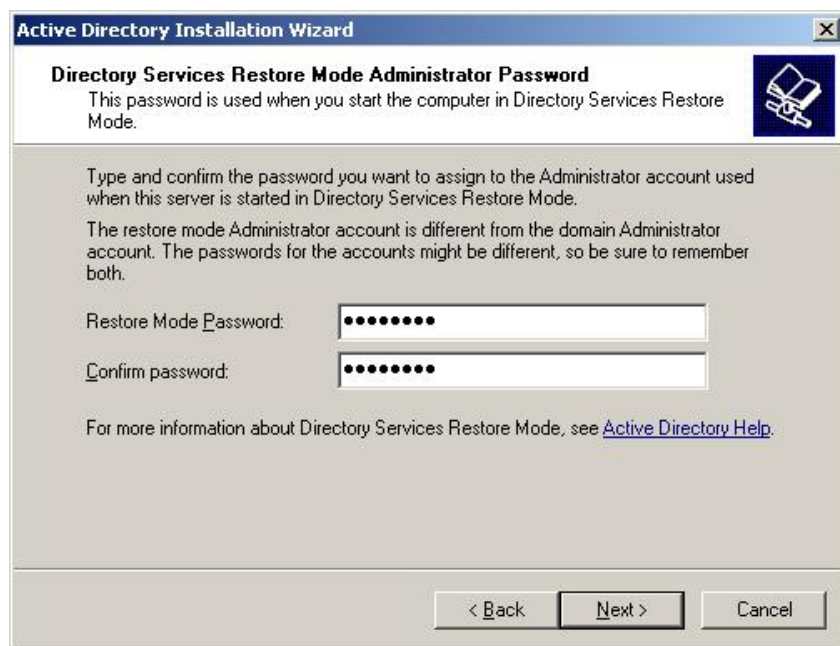 Active Directory Installation Wizard
Directory Services Restore Mode Administrator Password
This password is used when you start the computer in Directory Services Restore
Mode.
Type and confirm the password you want to assign to the Administrator account used
when this server is started in Directory Services Restore Mode.
The restore mode Administrator account is different from the domain Administrator
account. The passwords for the accounts might be different, so be sure to remember
both.
Restore Mode Password: ●●●●●●●●
Confirm password: ●●●●●●●●
For more information about Directory Services Restore Mode, see Active Directory Help.
< Back Next > Cancel